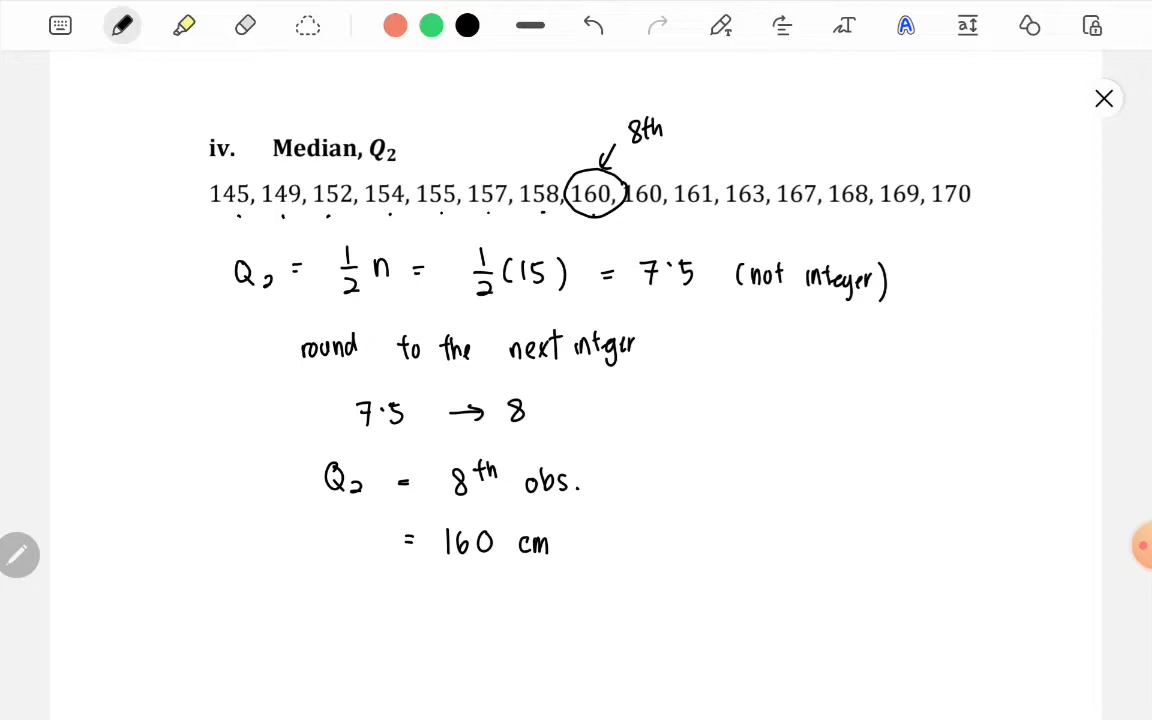 8th
iv. Median, Q₂
145, 149, 152, 154, 155, 157, 158, 160, 160, 161, 163, 167, 168, 169, 170
Q₂ = 1/2 n = 1/2 (15) = 7.5 (not integer)
round to the next intger
7.5 → 8
Q₂ = 8th obs.
= 160 cm